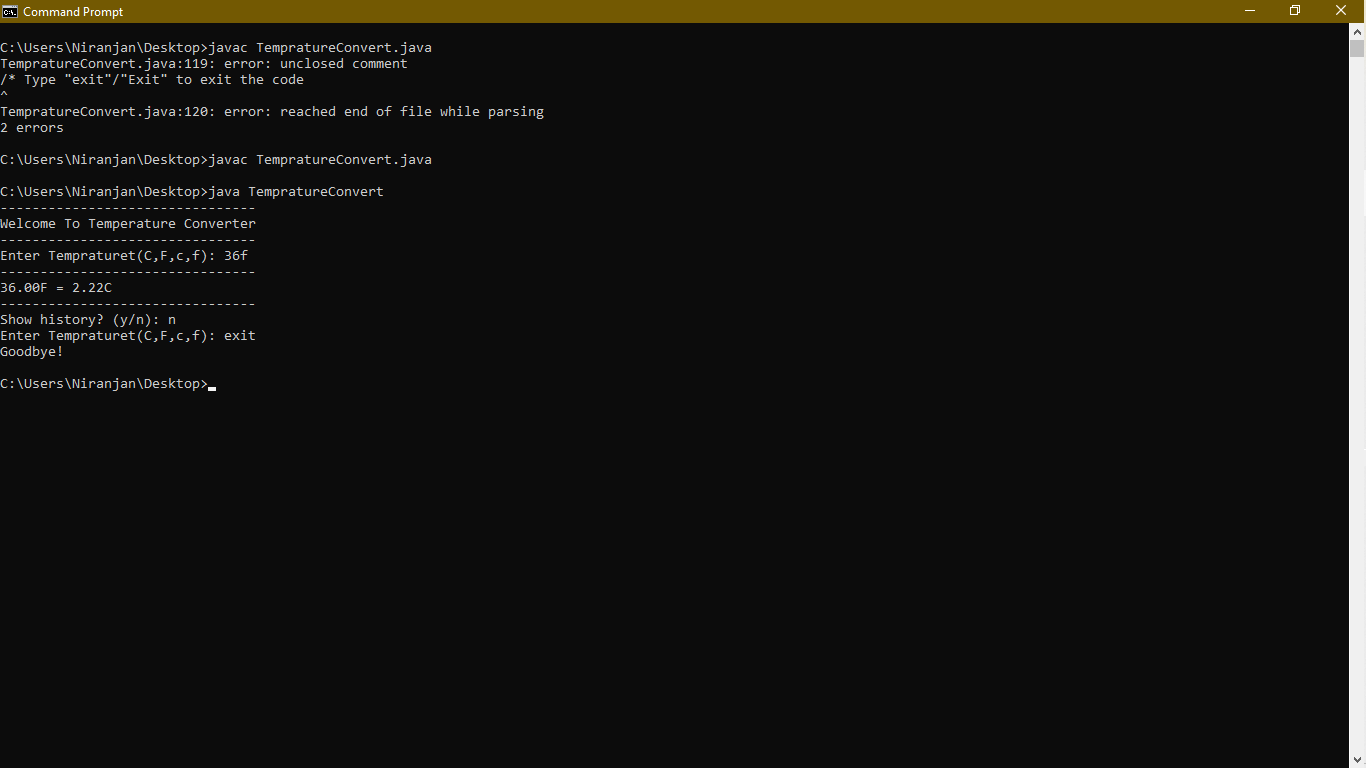 Command Prompt
C:\Users\Niranjan\Desktop>javac TempratureConvert.java
TempratureConvert.java:119: error: unclosed comment
/* Type "exit"/"Exit" to exit the code
^
TempratureConvert.java:120: error: reached end of file while parsing
2 errors
C:\Users\Niranjan\Desktop>javac TempratureConvert.java
C:\Users\Niranjan\Desktop>java TempratureConvert
--------------------------------
Welcome To Temperature Converter
--------------------------------
Enter Tempraturet(C,F,c,f): 36f
--------------------------------
36.00F = 2.22C
--------------------------------
Show history? (y/n): n
Enter Tempraturet(C,F,c,f): exit
Goodbye!
C:\Users\Niranjan\Desktop>